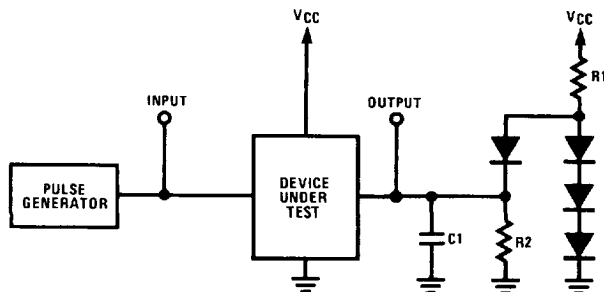 VCC
VCC
R1
INPUT
OUTPUT
PULSE
GENERATOR
DEVICE
UNDER
TEST
C1
R2